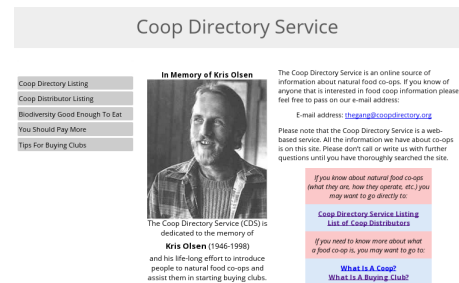 Coop Directory Service
Coop Directory Listing
Coop Distributor Listing
Biodiversity Good Enough To Eat
You Should Pay More
Tips For Buying Clubs
In Memory of Kris Olsen
The Coop Directory Service (CDS) is
dedicated to the memory of
Kris Olsen (1946-1998)
and his life-long effort to introduce
people to natural food co-ops and
assist them in starting buying clubs.
The Coop Directory Service is an online source of
information about natural food co-ops. If you know of
anyone that is interested in food coop information please
feel free to pass on our e-mail address:
E-mail address: thegang@coopdirectory.org
Please note that the Coop Directory Service is a web-
based service. All the information we have about co-ops
is on this site. Please don't call or write us with further
questions until you have thoroughly searched the site.
If you know about natural food co-ops
(what they are, how they operate, etc.) you
may want to go directly to:
Coop Directory Service Listing
List of Coop Distributors
If you need to know more about what
a food co-op is, you may want to go to:
What Is A Coop?
What Is A Buying Club?